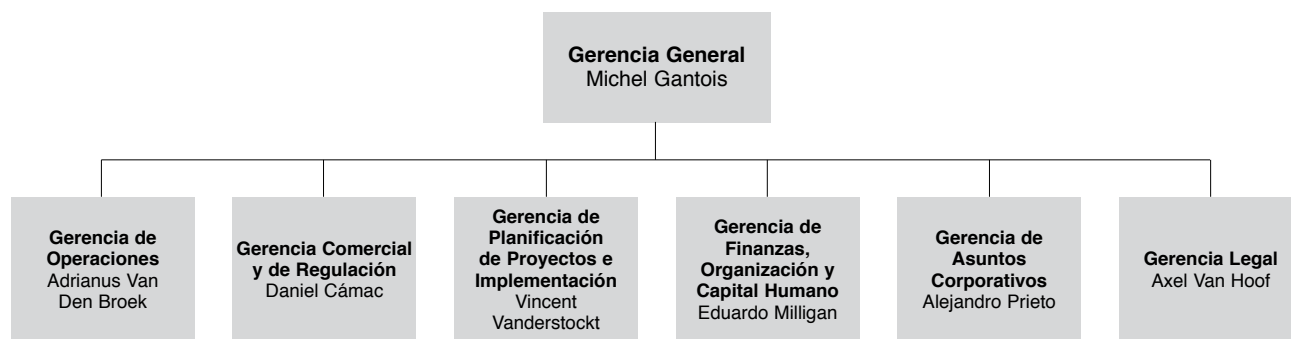 Gerencia General
Michel Gantois
Gerencia de
Operaciones
Adrianus Van
Den Broek
Gerencia Comercial
y de Regulación
Daniel Cámac
Gerencia de
Planificación
de Proyectos e
Implementación
Vincent
Vanderstockt
Gerencia de
Finanzas,
Organización y
Capital Humano
Eduardo Milligan
Gerencia de
Asuntos
Corporativos
Alejandro Prieto
Gerencia Legal
Axel Van Hoof